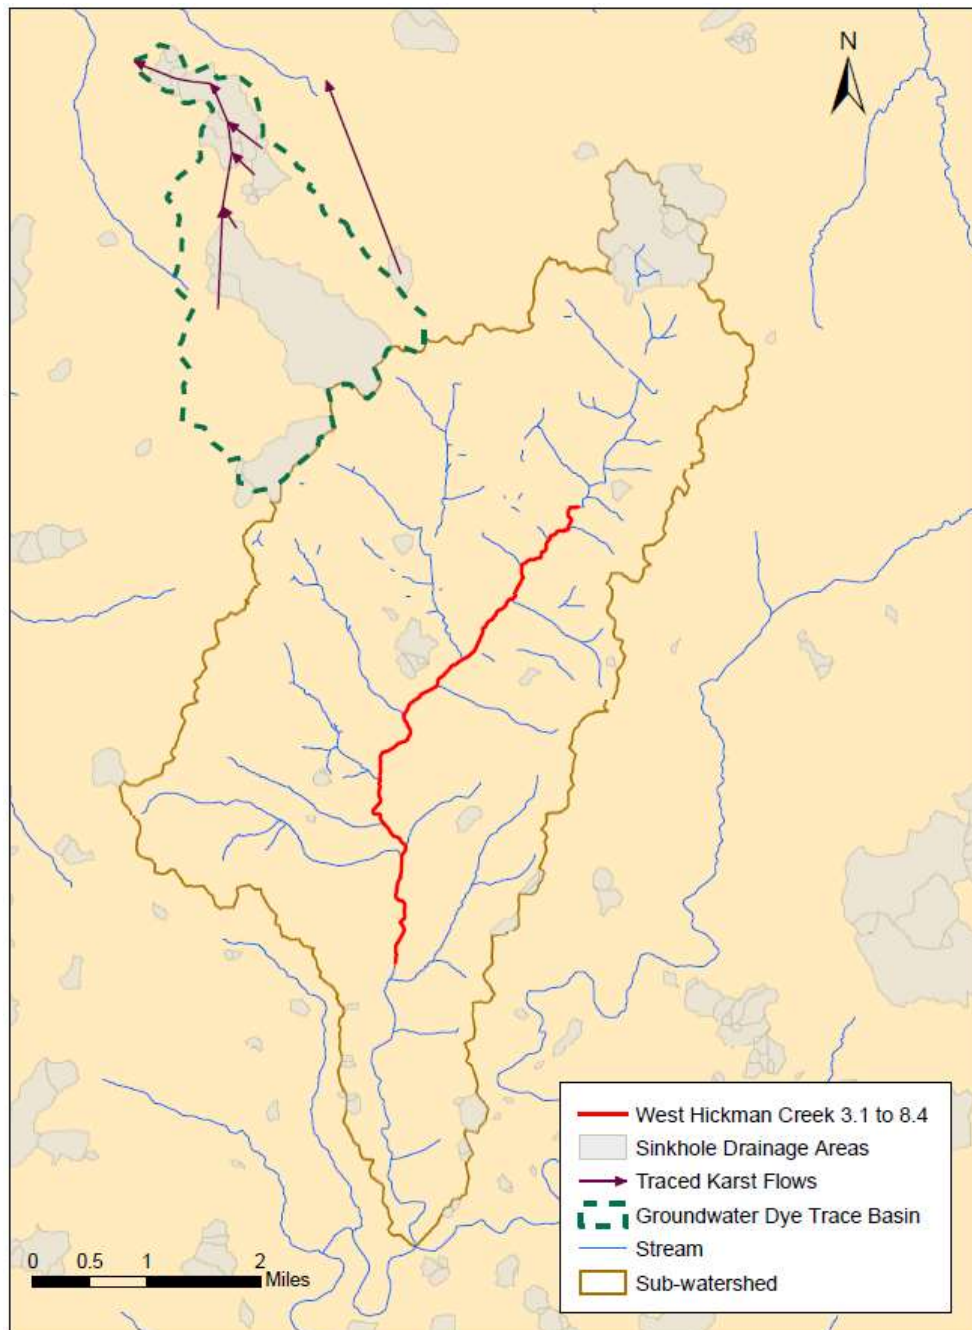 N
West Hickman Creek 3.1 to 8.4
Sinkhole Drainage Areas
Traced Karst Flows
Groundwater Dye Trace Basin
Stream
Sub-watershed
0 0.5 1 2
Miles